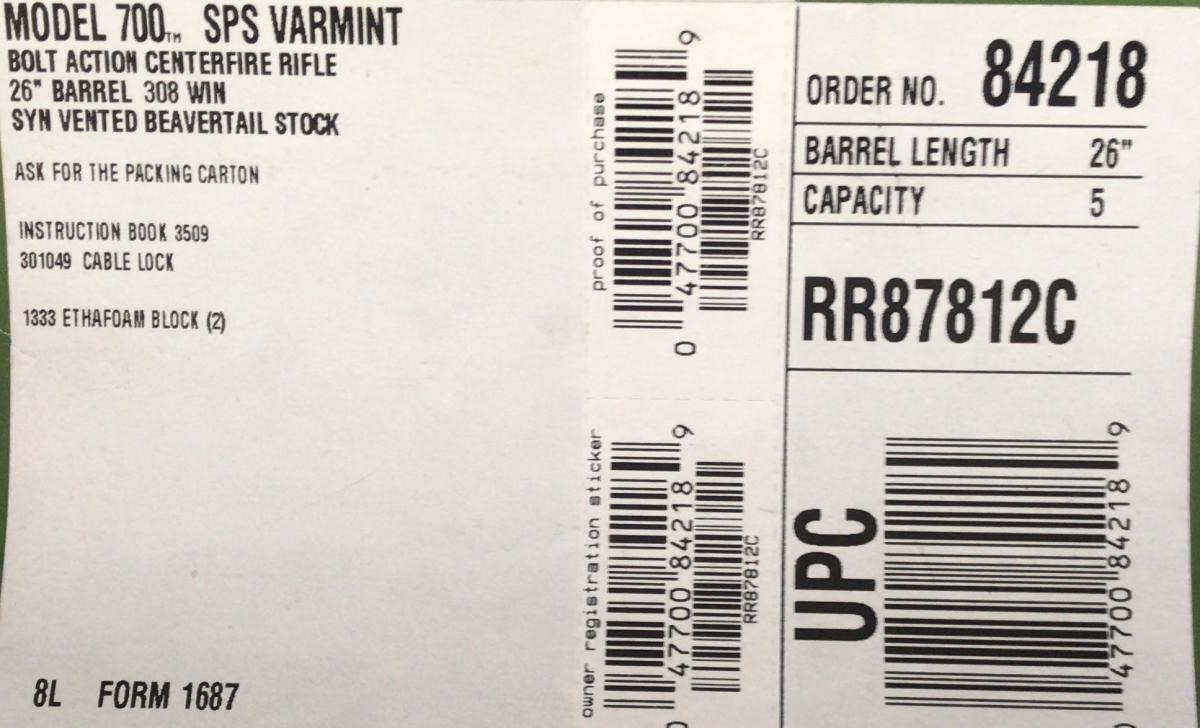 MODEL 700™ SPS VARMINT
BOLT ACTION CENTERFIRE RIFLE
26" BARREL 308 WIN
SYN VENTED BEAVERTAIL STOCK
ASK FOR THE PACKING CARTON
INSTRUCTION BOOK 3509
301049 CABLE LOCK
1333 ETHAFOAM BLOCK (2)
8L FORM 1687
proof of purchase
0 47700 84218 9
RR87812C
owner registration sticker
47700 84218 9
RR87812C
ORDER NO. 84218
BARREL LENGTH 26"
CAPACITY 5
RR87812C
UPC
47700 84218 9